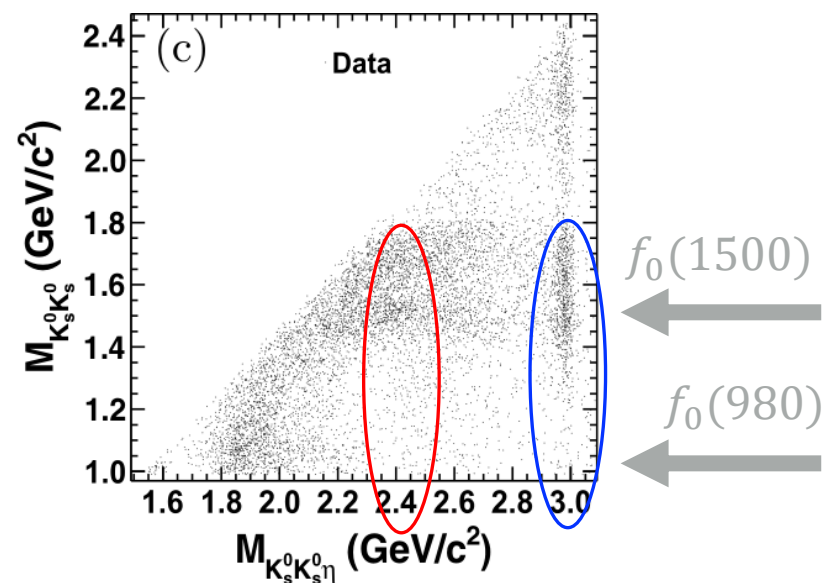 (c)
Data
2.4
2.2
2.0
1.8
1.6
1.4
1.2
1.0
M_{K_s^0K_s^0} (GeV/c^2)
1.6 1.8 2.0 2.2 2.4 2.6 2.8 3.0
M_{K_s^0K_s^0η} (GeV/c^2)
f_0(1500)
f_0(980)